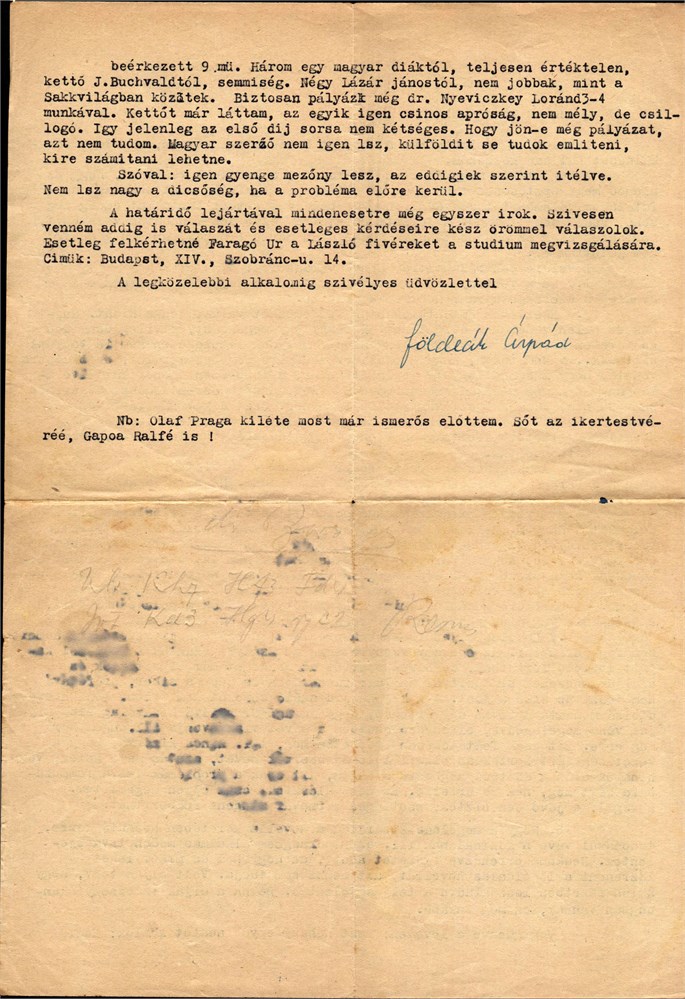 beérkezett 9 mü. Három egy magyar diáktól, teljesen értéktelen,
kettő J.Buchvaldtól, semmiség. Négy Lázár jánostól, nem jobbak, mint a
Sakkvilágban közöltek. Biztosan pályázk még dr. Nyeviczkey Loránd3-4
munkával. Kettőt már láttam, az egyik igen csinos apróság, nem mély, de csil-
logó. Igy jelenleg az első dij sorsa nem kétséges. Hogy jön-e még pályázat,
azt nem tudom. Magyar szerző nem igen lsz, külföldit se tudok emliteni,
kire számitani lehetne.
Szóval: igen gyenge mezőny lesz, az eddigiek szerint itélve.
Nem lsz nagy a dicsőség, ha a probléma előre kerül.
A határidő lejártával mindenesetre még egyszer irok. Szivesen
venném addig is válaszát és esetleges kérdéseire kész örömmel válaszolok.
Esetleg felkérhetné Faragó Ur a László fivéreket a studium megvizsgálására.
Cimük: Budapst, XIV., Szobránc-u. 14.
A legközelebbi alkalomig szivélyes üdvözlettel
földeák Árpád
Nb: Olaf Praga kiléte most már ismerős előttem. Sőt az ikertestvé-
réé, Gapoa Ralfé is !